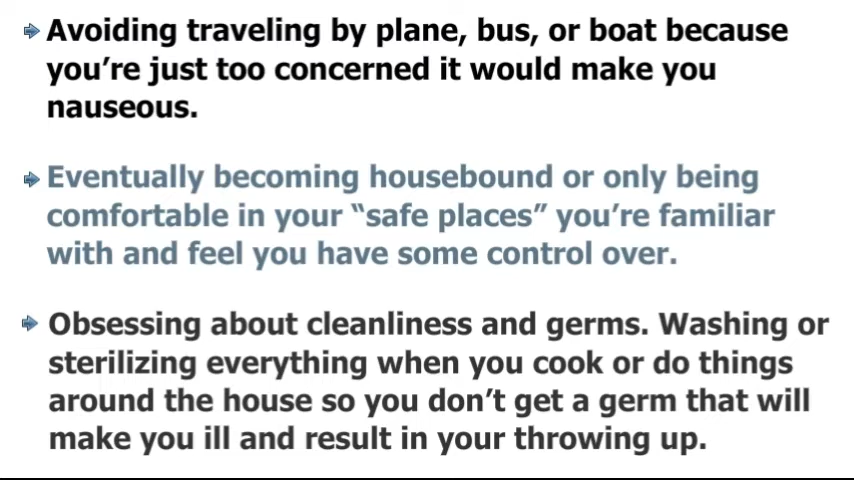 Avoiding traveling by plane, bus, or boat because
you’re just too concerned it would make you
nauseous.
Eventually becoming housebound or only being
comfortable in your “safe places” you’re familiar
with and feel you have some control over.
Obsessing about cleanliness and germs. Washing or
sterilizing everything when you cook or do things
around the house so you don’t get a germ that will
make you ill and result in your throwing up.